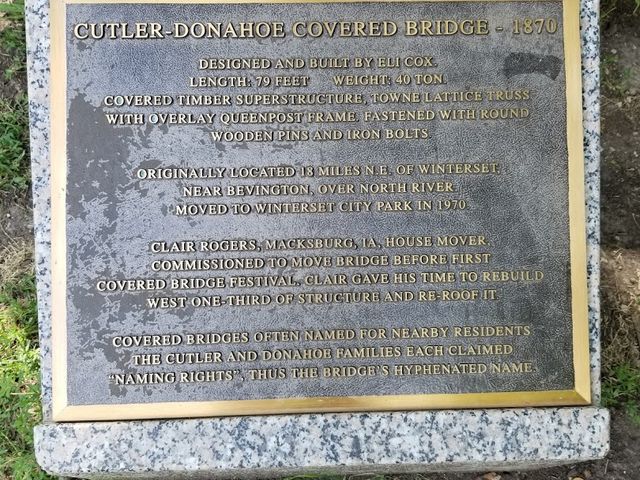 CUTLER-DONAHOE COVERED BRIDGE - 1870
DESIGNED AND BUILT BY ELI COX.
LENGTH: 79 FEET WEIGHT: 40 TON.
COVERED TIMBER SUPERSTRUCTURE, TOWNE LATTICE TRUSS
WITH OVERLAY QUEENPOST FRAME. FASTENED WITH ROUND
WOODEN PINS AND IRON BOLTS.
ORIGINALLY LOCATED 18 MILES N.E. OF WINTERSET,
NEAR BEVINGTON, OVER NORTH RIVER.
MOVED TO WINTERSET CITY PARK IN 1970.
CLAIR ROGERS, MACKSBURG, IA, HOUSE MOVER,
COMMISSIONED TO MOVE BRIDGE BEFORE FIRST
COVERED BRIDGE FESTIVAL. CLAIR GAVE HIS TIME TO REBUILD
WEST ONE-THIRD OF STRUCTURE AND RE-ROOF IT.
COVERED BRIDGES OFTEN NAMED FOR NEARBY RESIDENTS
THE CUTLER AND DONAHOE FAMILIES EACH CLAIMED
"NAMING RIGHTS", THUS THE BRIDGE'S HYPHENATED NAME.